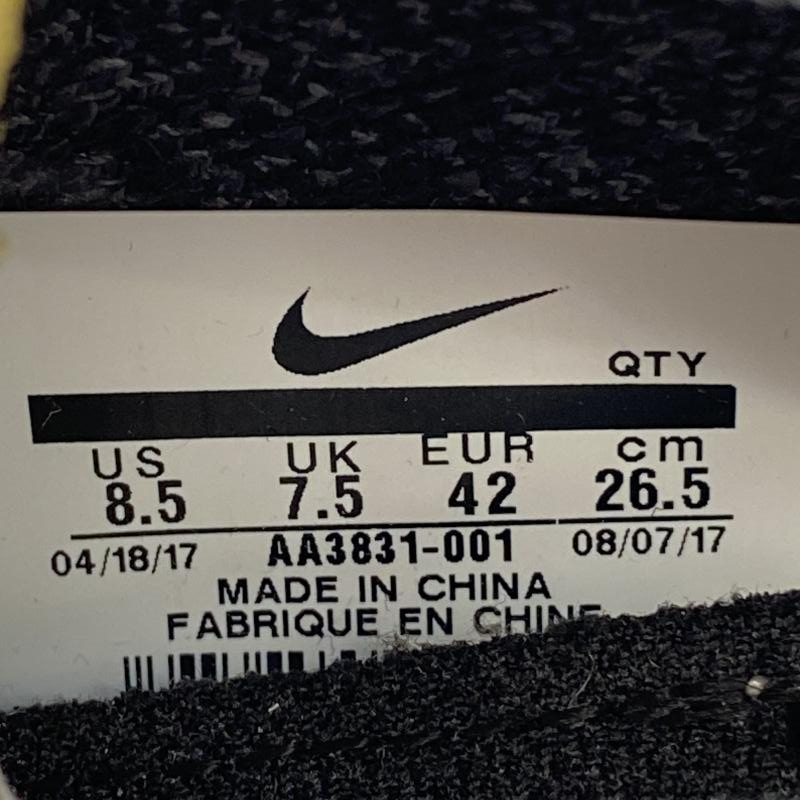 QTY
US UK EUR cm
8.5 7.5 42 26.5
04/18/17 AA3831-001 08/07/17
MADE IN CHINA
FABRIQUE EN CHINE